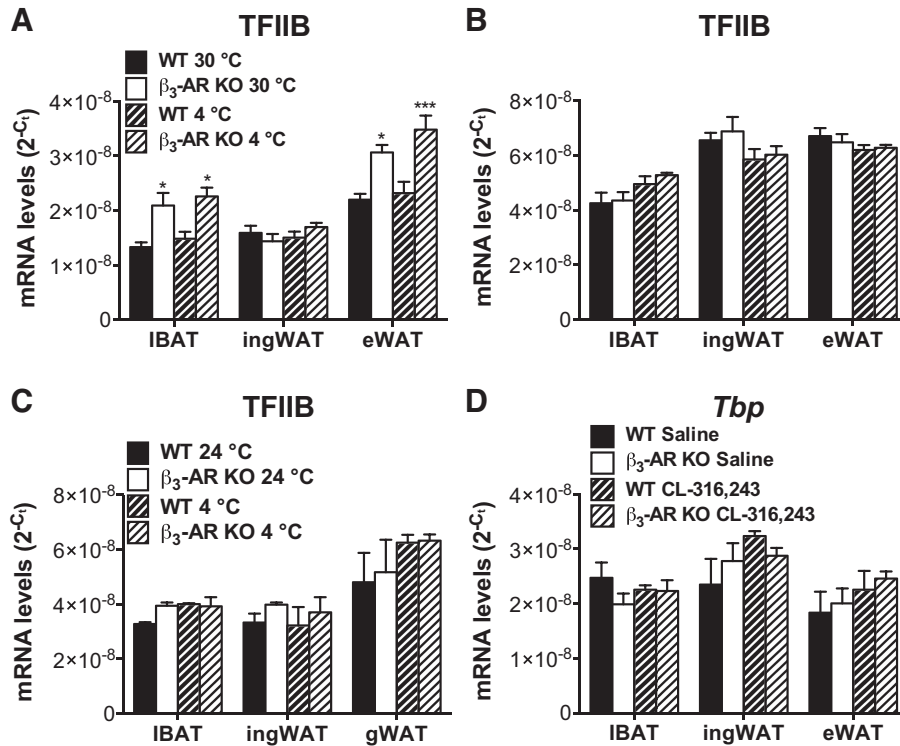 A
TFIIB
WT 30 °C
β₃-AR KO 30 °C
WT 4 °C
β₃-AR KO 4 °C
mRNA levels (2^-Ct)
4×10⁻⁸
3×10⁻⁸
2×10⁻⁸
1×10⁻⁸
0
*
*
*
***
IBAT
ingWAT
eWAT
B
TFIIB
mRNA levels (2^-Ct)
8×10⁻⁸
6×10⁻⁸
4×10⁻⁸
2×10⁻⁸
0
IBAT
ingWAT
eWAT
C
TFIIB
WT 24 °C
β₃-AR KO 24 °C
WT 4 °C
β₃-AR KO 4 °C
mRNA levels (2^-Ct)
8×10⁻⁸
6×10⁻⁸
4×10⁻⁸
2×10⁻⁸
0
IBAT
ingWAT
gWAT
D
Tbp
WT Saline
β₃-AR KO Saline
WT CL-316,243
β₃-AR KO CL-316,243
mRNA levels (2^-Ct)
4×10⁻⁸
3×10⁻⁸
2×10⁻⁸
1×10⁻⁸
0
IBAT
ingWAT
eWAT